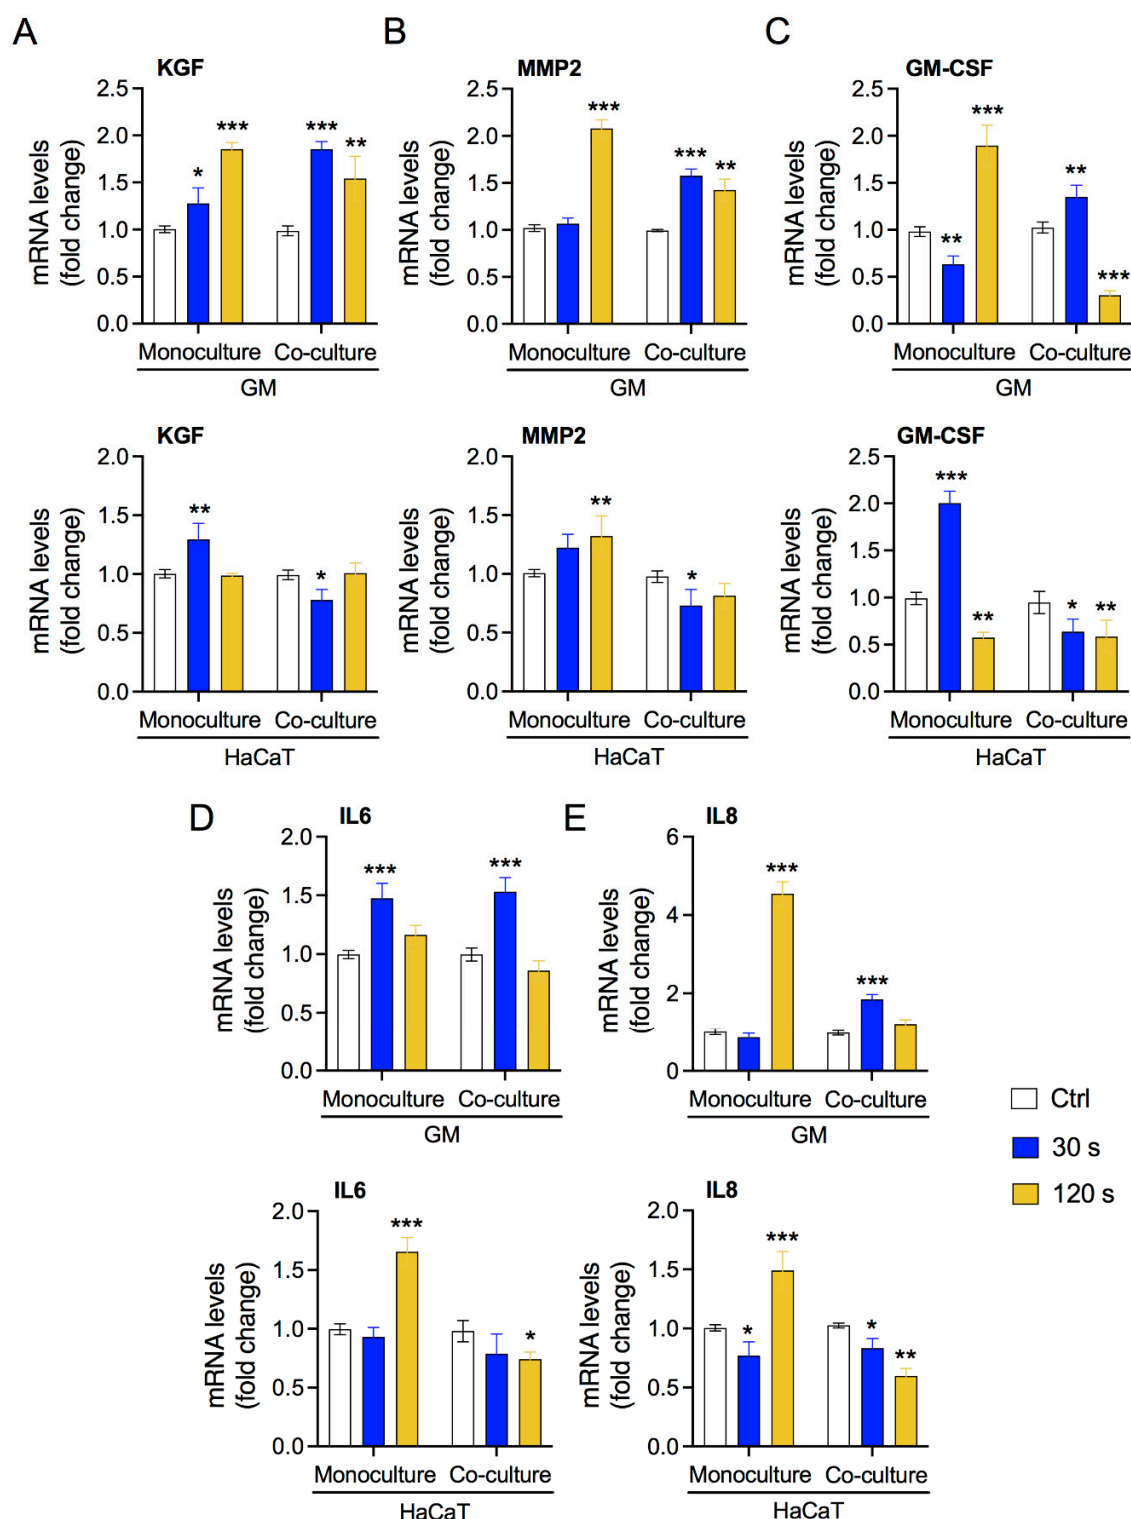 A
B
C
KGF
MMP2
GM-CSF
mRNA levels
(fold change)
2.5
2.0
1.5
1.0
0.5
0.0
*
***
***
**
Monoculture Co-culture
GM
mRNA levels
(fold change)
2.5
2.0
1.5
1.0
0.5
0.0
***
***
**
Monoculture Co-culture
GM
mRNA levels
(fold change)
2.5
2.0
1.5
1.0
0.5
0.0
**
***
**
***
Monoculture Co-culture
GM
KGF
mRNA levels
(fold change)
2.0
1.5
1.0
0.5
0.0
**
*
Monoculture Co-culture
HaCaT
MMP2
mRNA levels
(fold change)
2.0
1.5
1.0
0.5
0.0
**
*
Monoculture Co-culture
HaCaT
GM-CSF
mRNA levels
(fold change)
2.5
2.0
1.5
1.0
0.5
0.0
***
**
*
**
Monoculture Co-culture
HaCaT
D
IL6
mRNA levels
(fold change)
2.0
1.5
1.0
0.5
0.0
***
***
Monoculture Co-culture
GM
E
IL8
mRNA levels
(fold change)
6
4
2
0
***
***
Monoculture Co-culture
GM
Ctrl
30 s
120 s
IL6
mRNA levels
(fold change)
2.0
1.5
1.0
0.5
0.0
***
*
Monoculture Co-culture
HaCaT
IL8
mRNA levels
(fold change)
2.0
1.5
1.0
0.5
0.0
*
***
*
**
Monoculture Co-culture
HaCaT